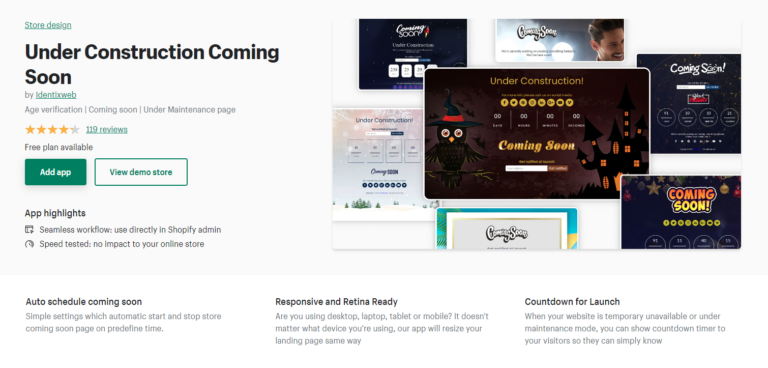 Store design
Under Construction Coming
Soon
by Identixweb
Age verification | Coming soon | Under Maintenance page
119 reviews
Free plan available
Add app
View demo store
App highlights
Seamless workflow: use directly in Shopify admin
Speed tested: no impact to your online store
Coming Soon
Under Construction
Coming Soon
Coming Soon!
Under Construction!
Under Construction!
00 00 00 00
DAYS HOURS MINUTES SECONDS
Coming Soon
Get notified
COMING SOON
Coming Soon
COMING
SOON!
Auto schedule coming soon
Simple settings which automatic start and stop store
coming soon page on predefine time.
Responsive and Retina Ready
Are you using desktop, laptop, tablet or mobile? It doesn't
matter what device you're using, our app will resize your
landing page same way
Countdown for Launch
When your website is temporary unavailable or under
maintenance mode, you can show countdown timer to
your visitors so they can simply know